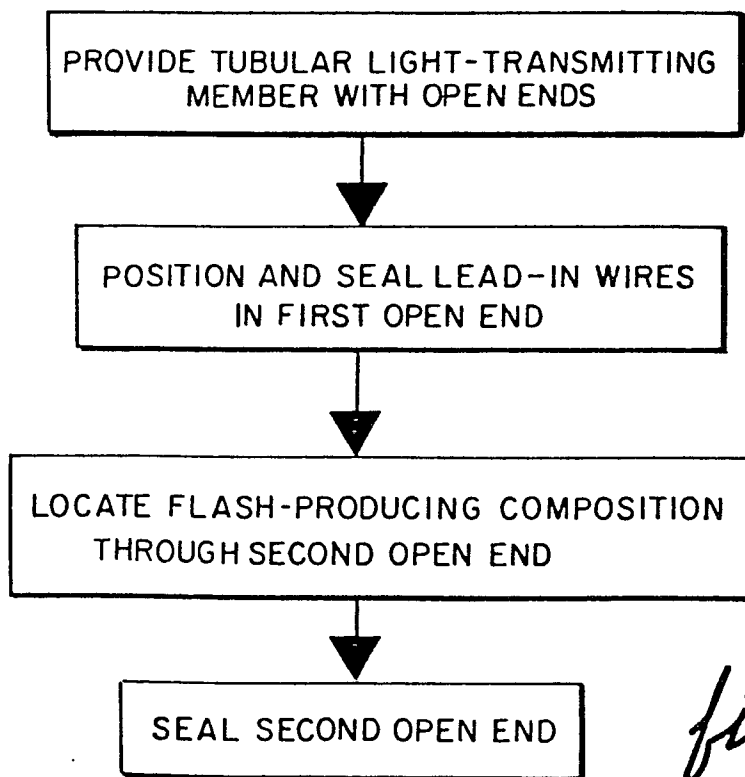 PROVIDE TUBULAR LIGHT-TRANSMITTING
MEMBER WITH OPEN ENDS
POSITION AND SEAL LEAD-IN WIRES
IN FIRST OPEN END
LOCATE FLASH-PRODUCING COMPOSITION
THROUGH SECOND OPEN END
SEAL SECOND OPEN END